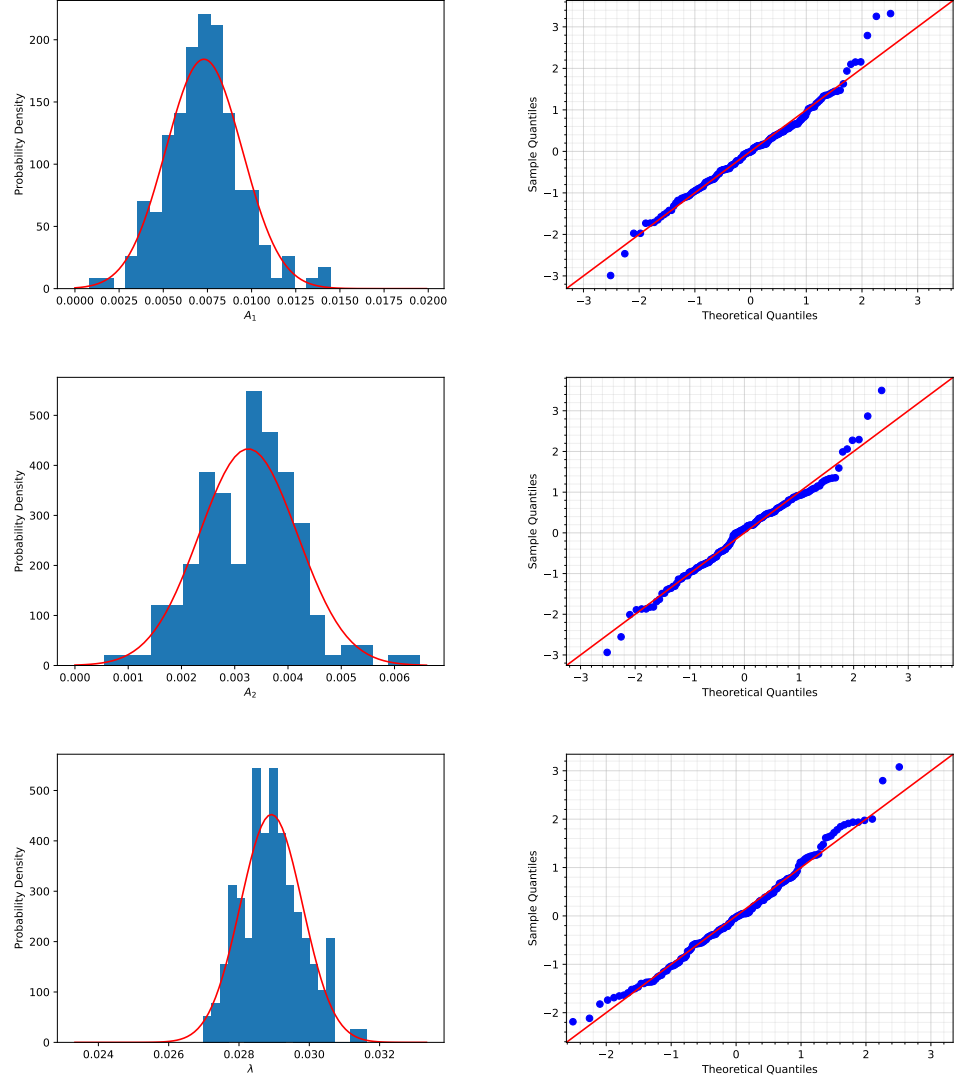 Probability Density
200
150
100
50
0
0.0000 0.0025 0.0050 0.0075 0.0100 0.0125 0.0150 0.0175 0.0200
A1
Sample Quantiles
3
2
1
0
−1
−2
−3
−3 −2 −1 0 1 2 3
Theoretical Quantiles
Probability Density
500
400
300
200
100
0
0.000 0.001 0.002 0.003 0.004 0.005 0.006
A2
Sample Quantiles
3
2
1
0
−1
−2
−3
−3 −2 −1 0 1 2 3
Theoretical Quantiles
Probability Density
500
400
300
200
100
0
0.024 0.026 0.028 0.030 0.032
λ
Sample Quantiles
3
2
1
0
−1
−2
−2 −1 0 1 2 3
Theoretical Quantiles